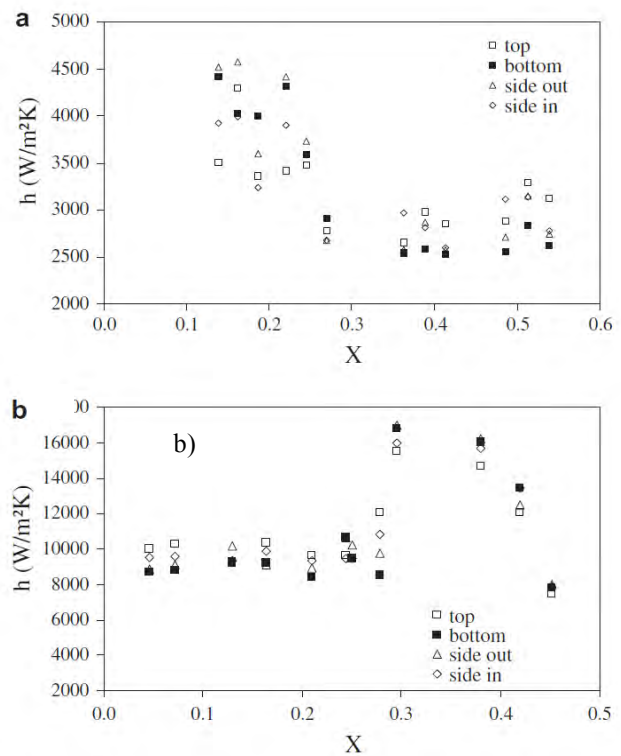 a
5000
4500
4000
3500
3000
2500
2000
h (W/m²K)
top
bottom
side out
side in
0.0 0.1 0.2 0.3 0.4 0.5 0.6
X
b
00
16000
14000
12000
10000
8000
6000
4000
2000
h (W/m²K)
b)
top
bottom
side out
side in
0.0 0.1 0.2 0.3 0.4 0.5
X